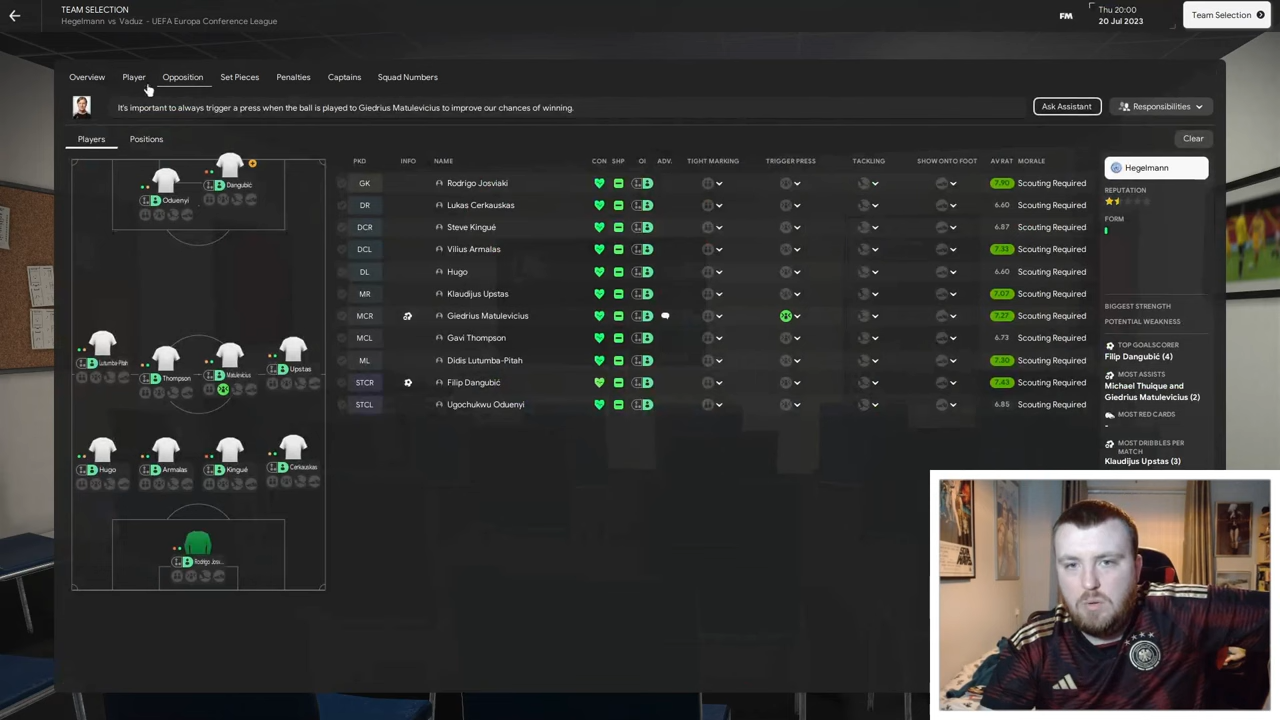 TEAM SELECTION
Hegelmann vs Vaduz - UEFA Europa Conference League
FM
Thu 20:00
20 Jul 2023
Team Selection
Overview Player Opposition Set Pieces Penalties Captains Squad Numbers
It's important to always trigger a press when the ball is played to Giedrius Matulevicius to improve our chances of winning.
Ask Assistant
Responsibilities
Players Positions
Clear
PKD INFO NAME CON SHP OI ADV. TIGHT MARKING TRIGGER PRESS TACKLING SHOW ONTO FOOT AV RAT MORALE
GK Rodrigo Josviaki 7.90 Scouting Required
DR Lukas Cerkauskas 6.60 Scouting Required
DCR Steve Kingué 6.87 Scouting Required
DCL Vilius Armalas 7.33 Scouting Required
DL Hugo 6.60 Scouting Required
MR Klaudijus Upstas 7.07 Scouting Required
MCR Giedrius Matulevicius 7.27 Scouting Required
MCL Gavi Thompson 6.73 Scouting Required
ML Didis Lutumba-Pitah 7.30 Scouting Required
STCR Filip Dangubić 7.43 Scouting Required
STCL Ugochukwu Oduenyi 6.85 Scouting Required
Dangubic
Oduenyi
Lutumba-Pitah
Thompson
Matulevicius
Upstas
Hugo
Armalas
Kingué
Cerkauskas
Rodrigo Jos...
Hegelmann
REPUTATION
FORM
BIGGEST STRENGTH
POTENTIAL WEAKNESS
TOP GOALSCORER
Filip Dangubić (4)
MOST ASSISTS
Michael Thuique and
Giedrius Matulevicius (2)
MOST RED CARDS
-
MOST DRIBBLES PER
MATCH
Klaudijus Upstas (3)